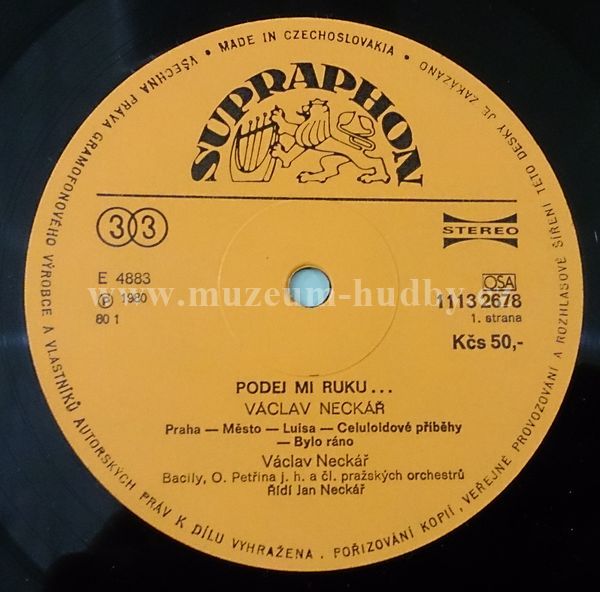 VŠECHNA PRÁVA GRAMOFONOVÉHO VÝROBCE A VLASTNÍKŮ AUTORSKÝCH PRÁV K DÍLU VYHRAŽENA. POŘIZOVÁNÍ KOPIÍ, VEŘEJNÉ PROVOZOVÁNÍ A ROZHLASOVÉ ŠÍŘENÍ TÉTO DESKY JE ZAKÁZÁNO
• MADE IN CZECHOSLOVAKIA •
SUPRAPHON
33
STEREO
E 4883
℗ 1980
80 1
OSA
1113 2678
1. strana
Kčs 50,-
www.muzeum-hudby.cz
PODEJ MI RUKU...
VÁCLAV NECKÁŘ
Praha — Město — Luisa — Celuloidové příběhy
— Bylo ráno
Václav Neckář
Bacily, O. Petřina j. h. a čl. pražských orchestrů
Řídí Jan Neckář